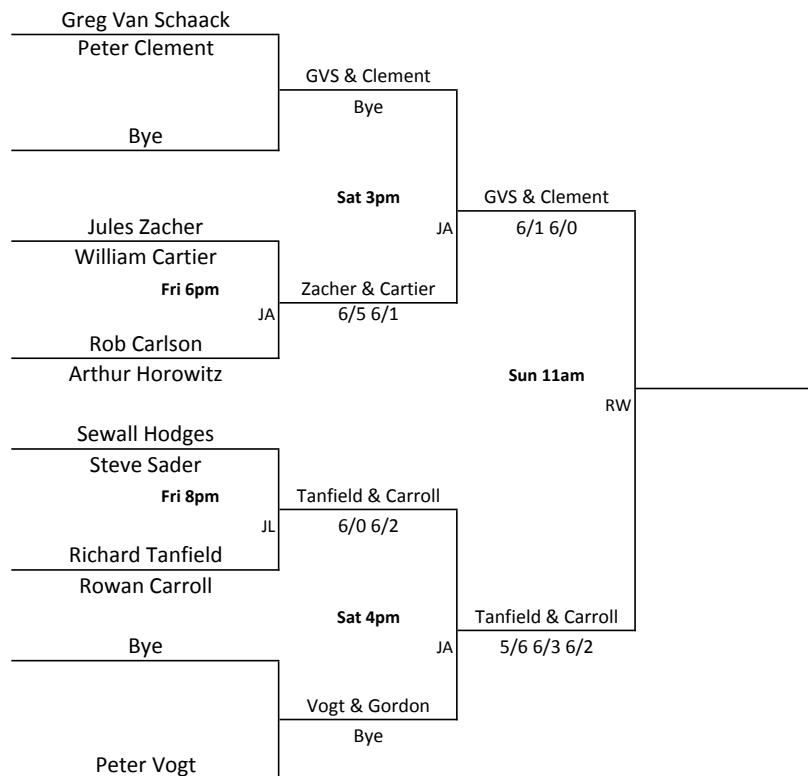 Greg Van Schaack
Peter Clement
GVS & Clement
Bye
Bye
Sat 3pm
GVS & Clement
JA
6/1 6/0
Jules Zacher
William Cartier
Fri 6pm
Zacher & Cartier
JA
6/5 6/1
Rob Carlson
Arthur Horowitz
Sun 11am
RW
Sewall Hodges
Steve Sader
Fri 8pm
Tanfield & Carroll
JL
6/0 6/2
Richard Tanfield
Rowan Carroll
Sat 4pm
Tanfield & Carroll
JA
5/6 6/3 6/2
Bye
Vogt & Gordon
Bye
Peter Vogt